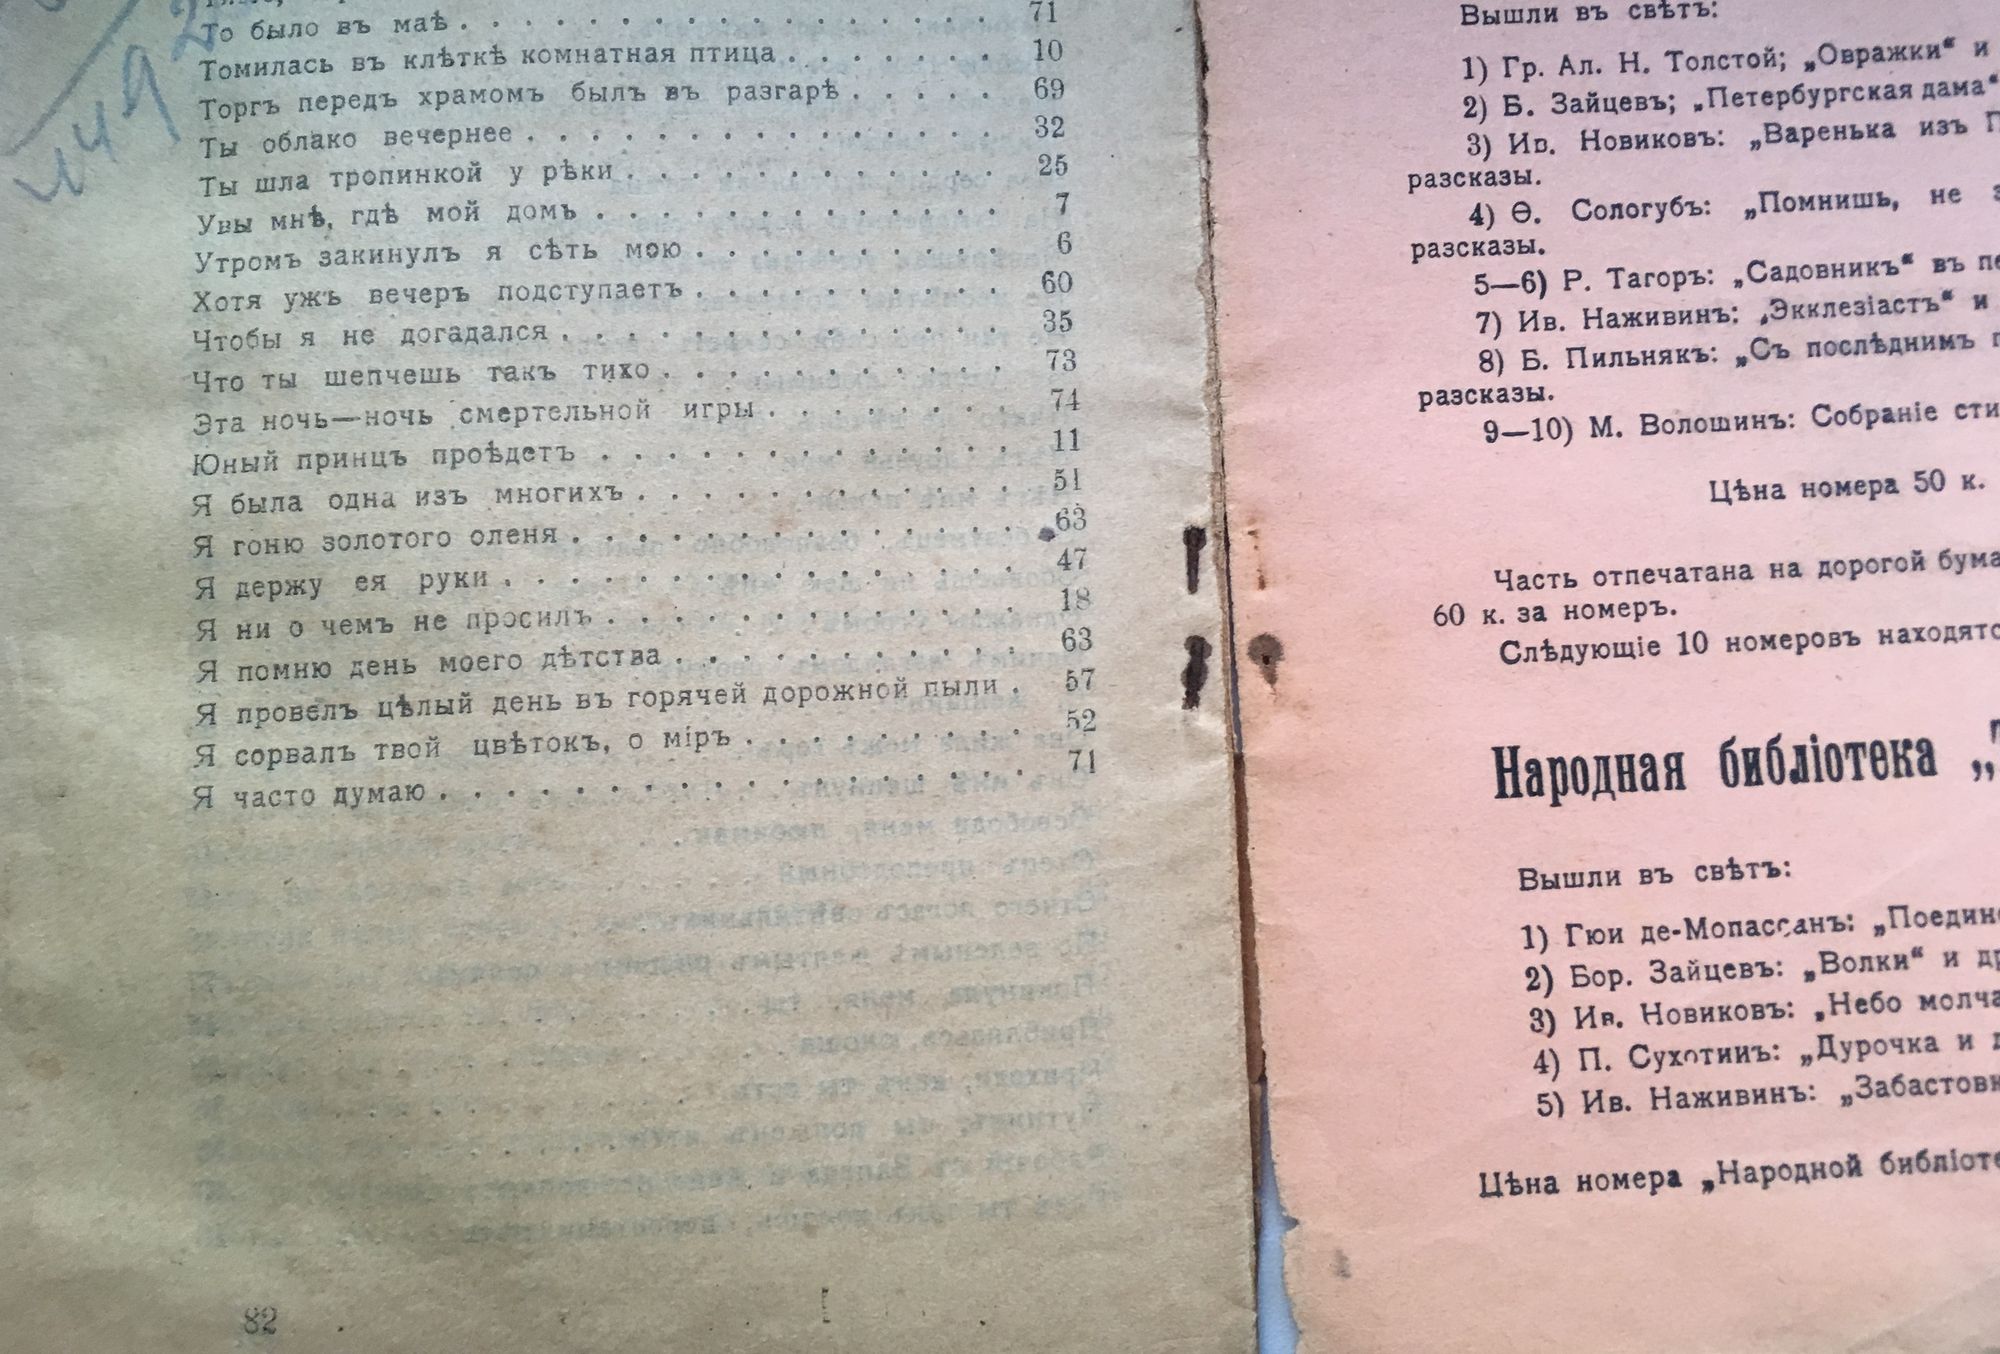 То было въ маѣ . . . . . . . . . . . . . . . . 71
Томилась въ клѣткѣ комнатная птица . . . . . . . 10
Торгъ передъ храмомъ былъ въ разгарѣ . . . . . 69
Ты облако вечернее . . . . . . . . . . . . . . 32
Ты шла тропинкой у рѣки . . . . . . . . . . . 25
Увы мнѣ, гдѣ мой домъ . . . . . . . . . . . . 7
Утромъ закинулъ я сѣть мою . . . . . . . . . 6
Хотя ужъ вечеръ подступаетъ . . . . . . . . . 60
Чтобы я не догадался . . . . . . . . . . . . . 35
Что ты шепчешь такъ тихо . . . . . . . . . . 73
Эта ночь—ночь смертельной игры . . . . . . . 74
Юный принцъ проѣдетъ . . . . . . . . . . . . 11
Я была одна изъ многихъ . . . . . . . . . . . 51
Я гоню золотого оленя . . . . . . . . . . . . 63
Я держу ея руки . . . . . . . . . . . . . . . 47
Я ни о чемъ не просилъ . . . . . . . . . . . . 18
Я помню день моего дѣтства . . . . . . . . . . 63
Я провелъ цѣлый день въ горячей дорожной пыли . 57
Я сорвалъ твой цвѣтокъ, о міръ . . . . . . . . 52
Я часто думаю . . . . . . . . . . . . . . . . 71
82
Вышли въ свѣтъ:
1) Гр. Ал. Н. Толстой; „Овражки“ и
2) Б. Зайцевъ; „Петербургская дама“
3) Ив. Новиковъ: „Варенька изъ
разсказы.
4) Ѳ. Сологубъ: „Помнишь, не
разсказы.
5—6) Р. Тагоръ: „Садовникъ“ въ
7) Ив. Наживинъ: „Экклезіастъ“ и
8) Б. Пильнякъ: „Съ послѣднимъ
разсказы.
9—10) М. Волошинъ: Собраніе
Цѣна номера 50 к.
Часть отпечатана на дорогой
60 к. за номеръ.
Слѣдующіе 10 номеровъ
Народная библіотека
Вышли въ свѣтъ:
1) Гюи де-Мопассанъ:
2) Бор. Зайцевъ: „Волки“ и
3) Ив. Новиковъ: „Небо
4) П. Сухотинъ: „Дурочка и
5) Ив. Наживинъ:
Цѣна номера „Народной